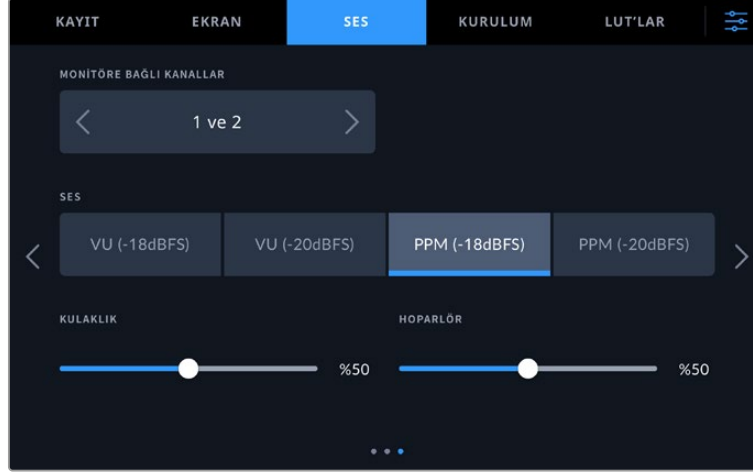 KAYIT EKRAN SES KURULUM LUT'LAR
MONİTÖRE BAĞLI KANALLAR
1 ve 2
SES
VU (-18dBFS) VU (-20dBFS) PPM (-18dBFS) PPM (-20dBFS)
KULAKLIK HOPARLÖR
%50 %50